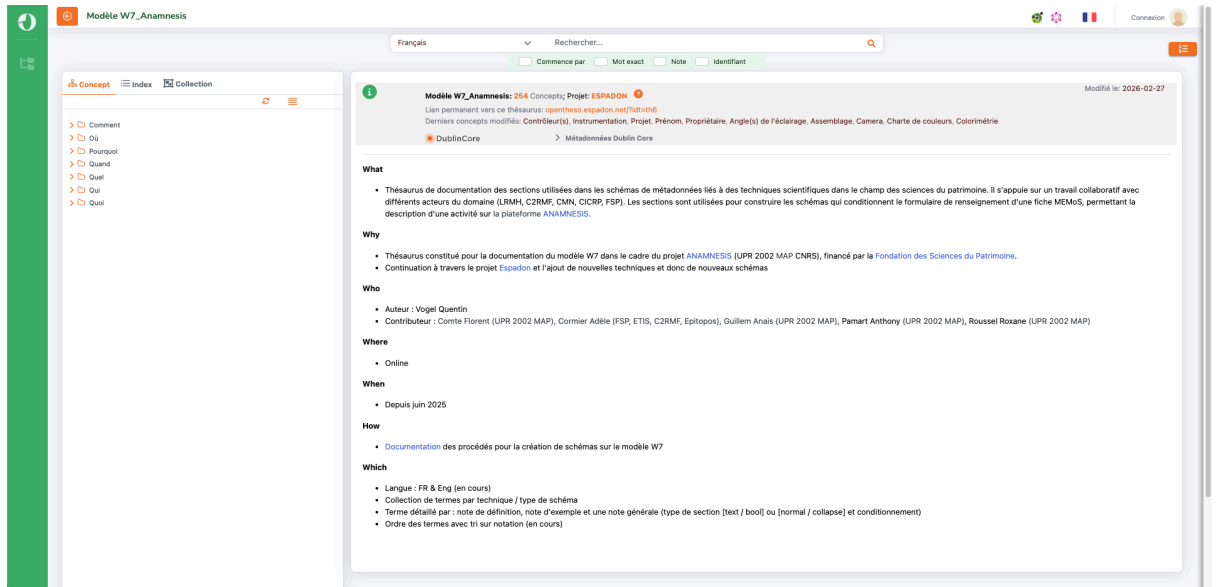 Modèle W7_Anamnesis
Connexion
Français
Rechercher...
Commence par
Mot exact
Note
Identifiant
Concept
Index
Collection
Comment
Où
Pourquoi
Quand
Quel
Qui
Quoi
Modifié le: 2026-02-27
Modèle W7_Anamnesis: 254 Concepts; Projet: ESPADON
Lien permanent vers ce thésaurus: opentheso.espadon.net/?idt=th6
Derniers concepts modifiés: Contrôleur(s), Instrumentation, Projet, Prénom, Propriétaire, Angle(s) de l'éclairage, Assemblage, Camera, Charte de couleurs, Colorimétrie
DublinCore
Métadonnées Dublin Core
What
• Thésaurus de documentation des sections utilisées dans les schémas de métadonnées liés à des techniques scientifiques dans le champ des sciences du patrimoine. Il s'appuie sur un travail collaboratif avec
différents acteurs du domaine (LRMH, C2RMF, CMN, CICRP, FSP). Les sections sont utilisées pour construire les schémas qui conditionnent le formulaire de renseignement d'une fiche MEMoS, permettant la
description d'une activité sur la plateforme ANAMNESIS.
Why
• Thésaurus constitué pour la documentation du modèle W7 dans le cadre du projet ANAMNESIS (UPR 2002 MAP CNRS), financé par la Fondation des Sciences du Patrimoine.
• Continuation à travers le projet Espadon et l'ajout de nouvelles techniques et donc de nouveaux schémas
Who
• Auteur : Vogel Quentin
• Contributeur : Comte Florent (UPR 2002 MAP), Cormier Adèle (FSP, ETIS, C2RMF, Epitopos), Guillem Anais (UPR 2002 MAP), Pamart Anthony (UPR 2002 MAP), Roussel Roxane (UPR 2002 MAP)
Where
• Online
When
• Depuis juin 2025
How
• Documentation des procédés pour la création de schémas sur le modèle W7
Which
• Langue : FR & Eng (en cours)
• Collection de termes par technique / type de schéma
• Terme détaillé par : note de définition, note d'exemple et une note générale (type de section [text / bool] ou [normal / collapse] et conditionnement)
• Ordre des termes avec tri sur notation (en cours)